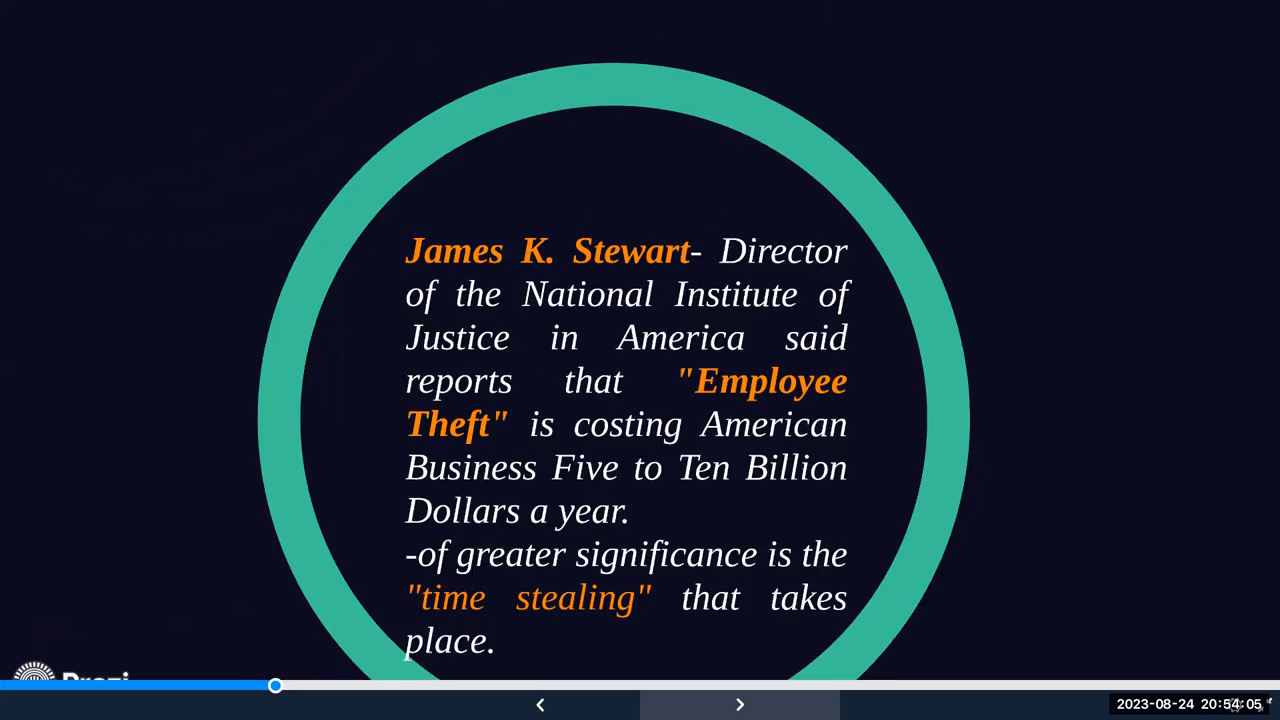 James K. Stewart- Director
of the National Institute of
Justice in America said
reports that "Employee
Theft" is costing American
Business Five to Ten Billion
Dollars a year.
-of greater significance is the
"time stealing" that takes
place.
Prezi
2023-08-24 20:54:05